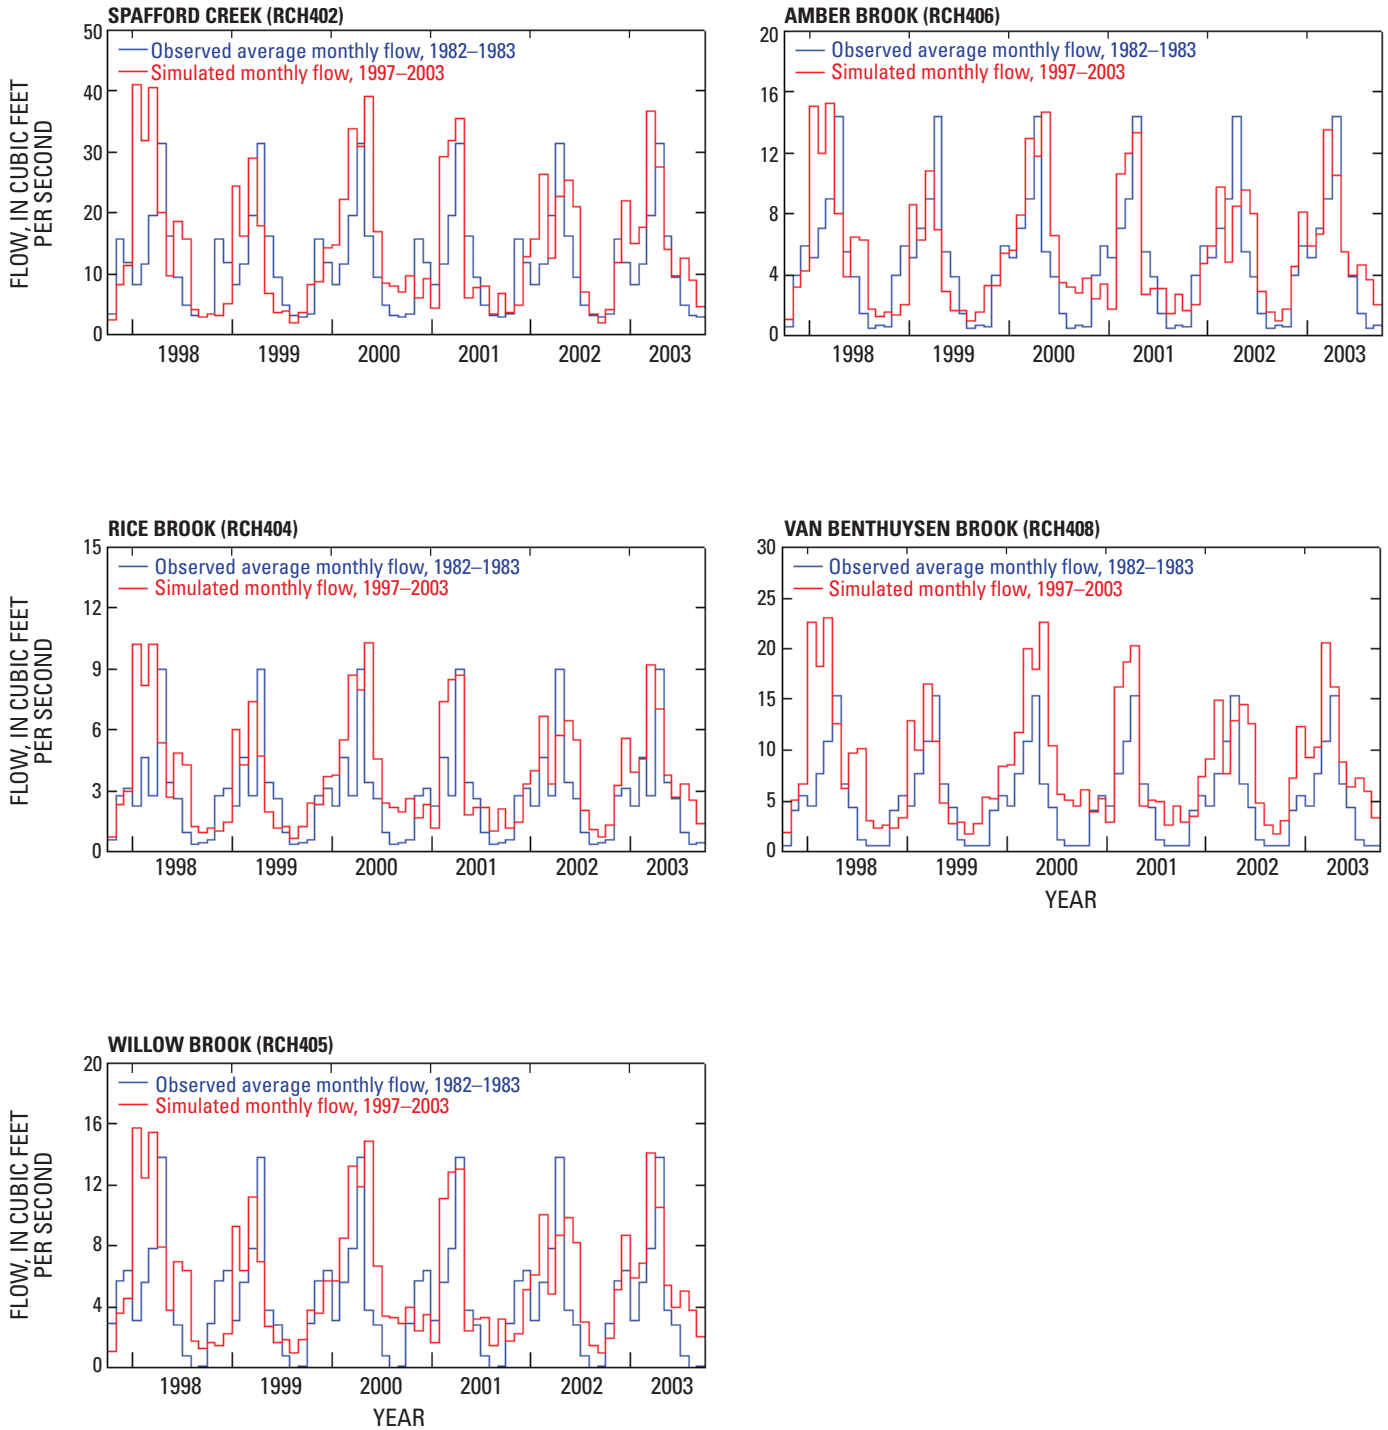 SPAFFORD CREEK (RCH402)
50
40
30
20
10
0
Observed average monthly flow, 1982–1983
Simulated monthly flow, 1997–2003
FLOW, IN CUBIC FEET
PER SECOND
1998 1999 2000 2001 2002 2003
AMBER BROOK (RCH406)
20
16
12
8
4
0
Observed average monthly flow, 1982–1983
Simulated monthly flow, 1997–2003
1998 1999 2000 2001 2002 2003
RICE BROOK (RCH404)
15
12
9
6
3
0
Observed average monthly flow, 1982–1983
Simulated monthly flow, 1997–2003
FLOW, IN CUBIC FEET
PER SECOND
1998 1999 2000 2001 2002 2003
VAN BENTHUYSEN BROOK (RCH408)
30
25
20
15
10
5
0
Observed average monthly flow, 1982–1983
Simulated monthly flow, 1997–2003
1998 1999 2000 2001 2002 2003
YEAR
WILLOW BROOK (RCH405)
20
16
12
8
4
0
Observed average monthly flow, 1982–1983
Simulated monthly flow, 1997–2003
FLOW, IN CUBIC FEET
PER SECOND
1998 1999 2000 2001 2002 2003
YEAR